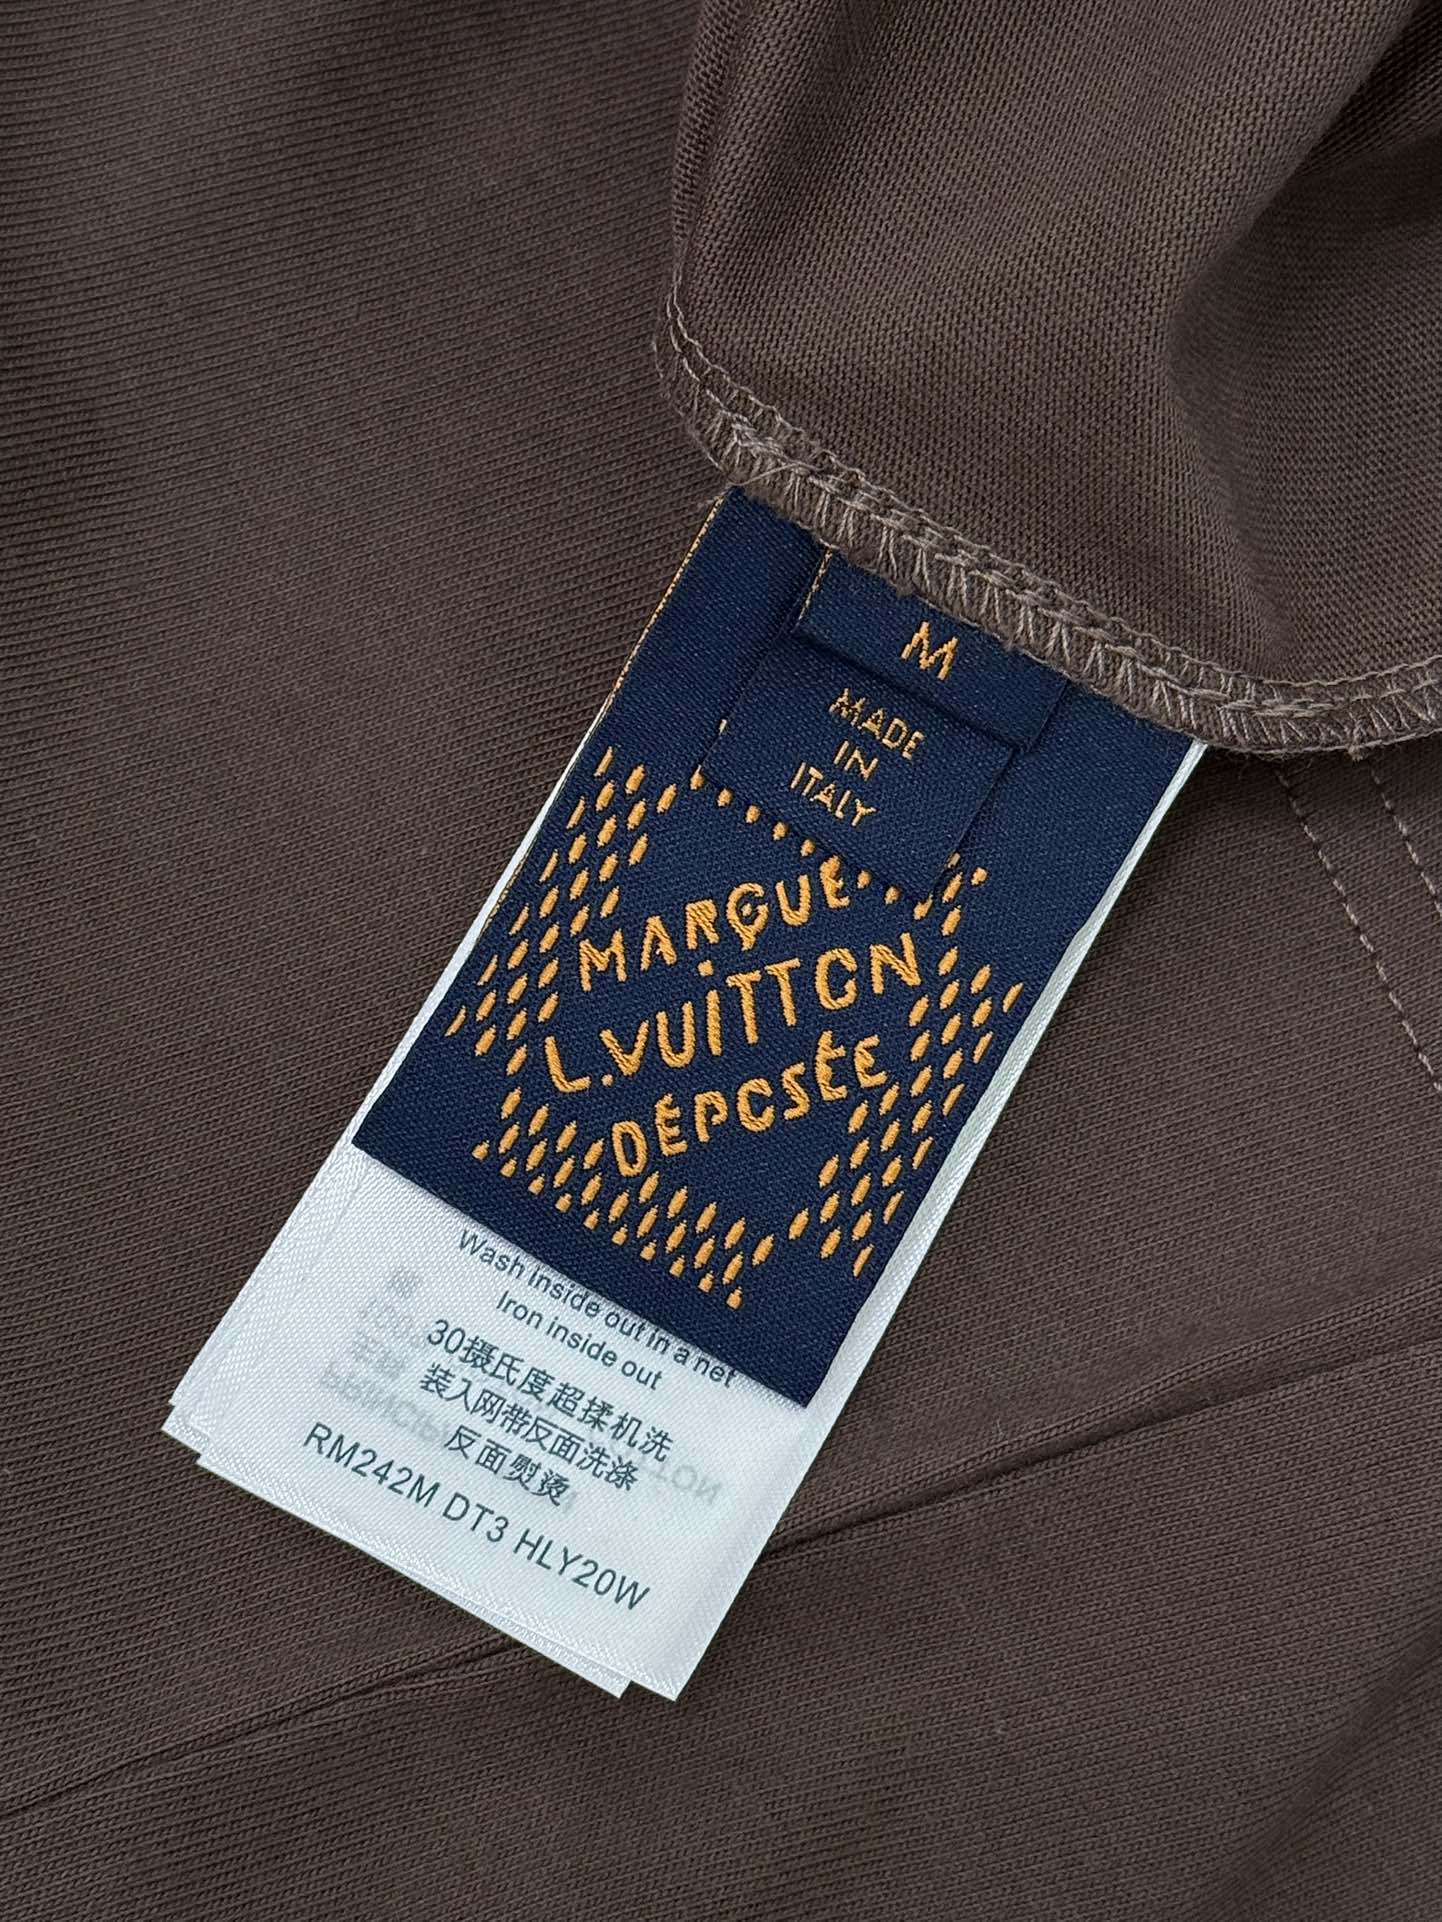 M
MADE
IN
ITALY
MARQUE
L.VUiTTON
DÉPOSÉE
Wash inside out in a net
Iron inside out
30摄氏度超揉机洗
装入网带反面洗涤
反面熨烫
RM242M DT3 HLY20W